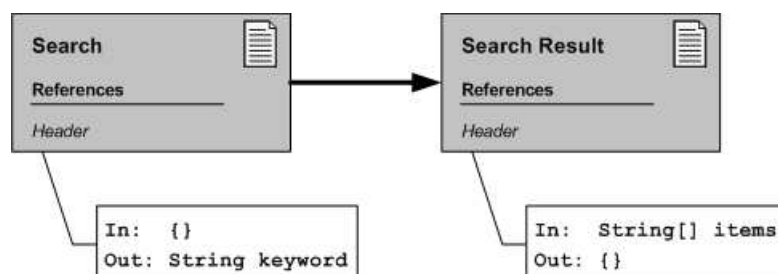 Search
References
Header
In: {}
Out: String keyword
Search Result
References
Header
In: String[] items
Out: {}